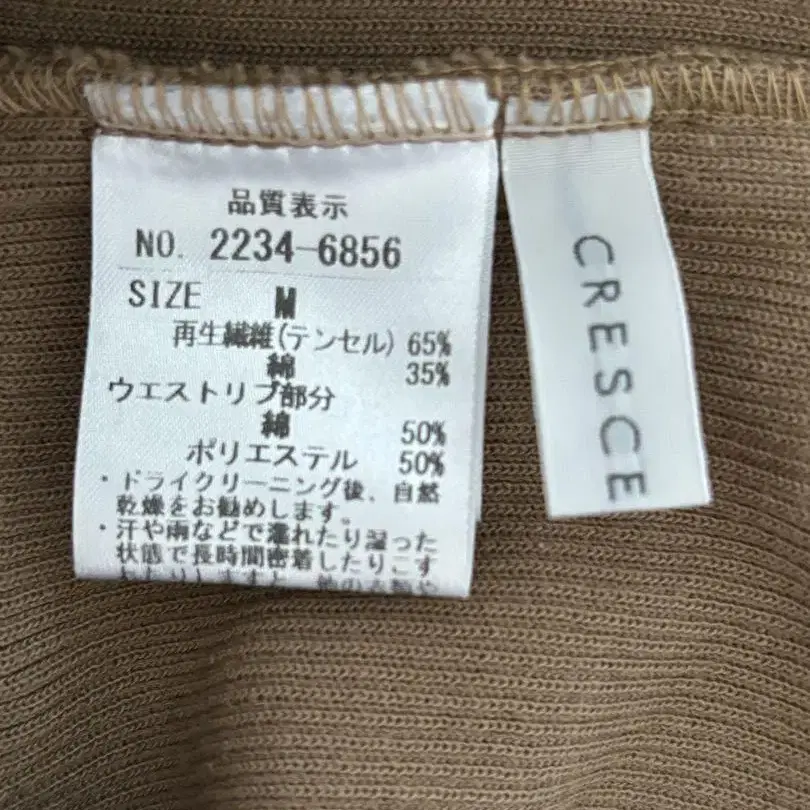 品質表示
NO. 2234-6856
SIZE M
再生繊維(テンセル) 65%
綿 35%
ウエストリブ部分
綿 50%
ポリエステル 50%
・ドライクリーニング後、自然
乾燥をお勧めします。
・汗や雨などで濡れたり湿った
状態で長時間密着したりこす
CRESCE